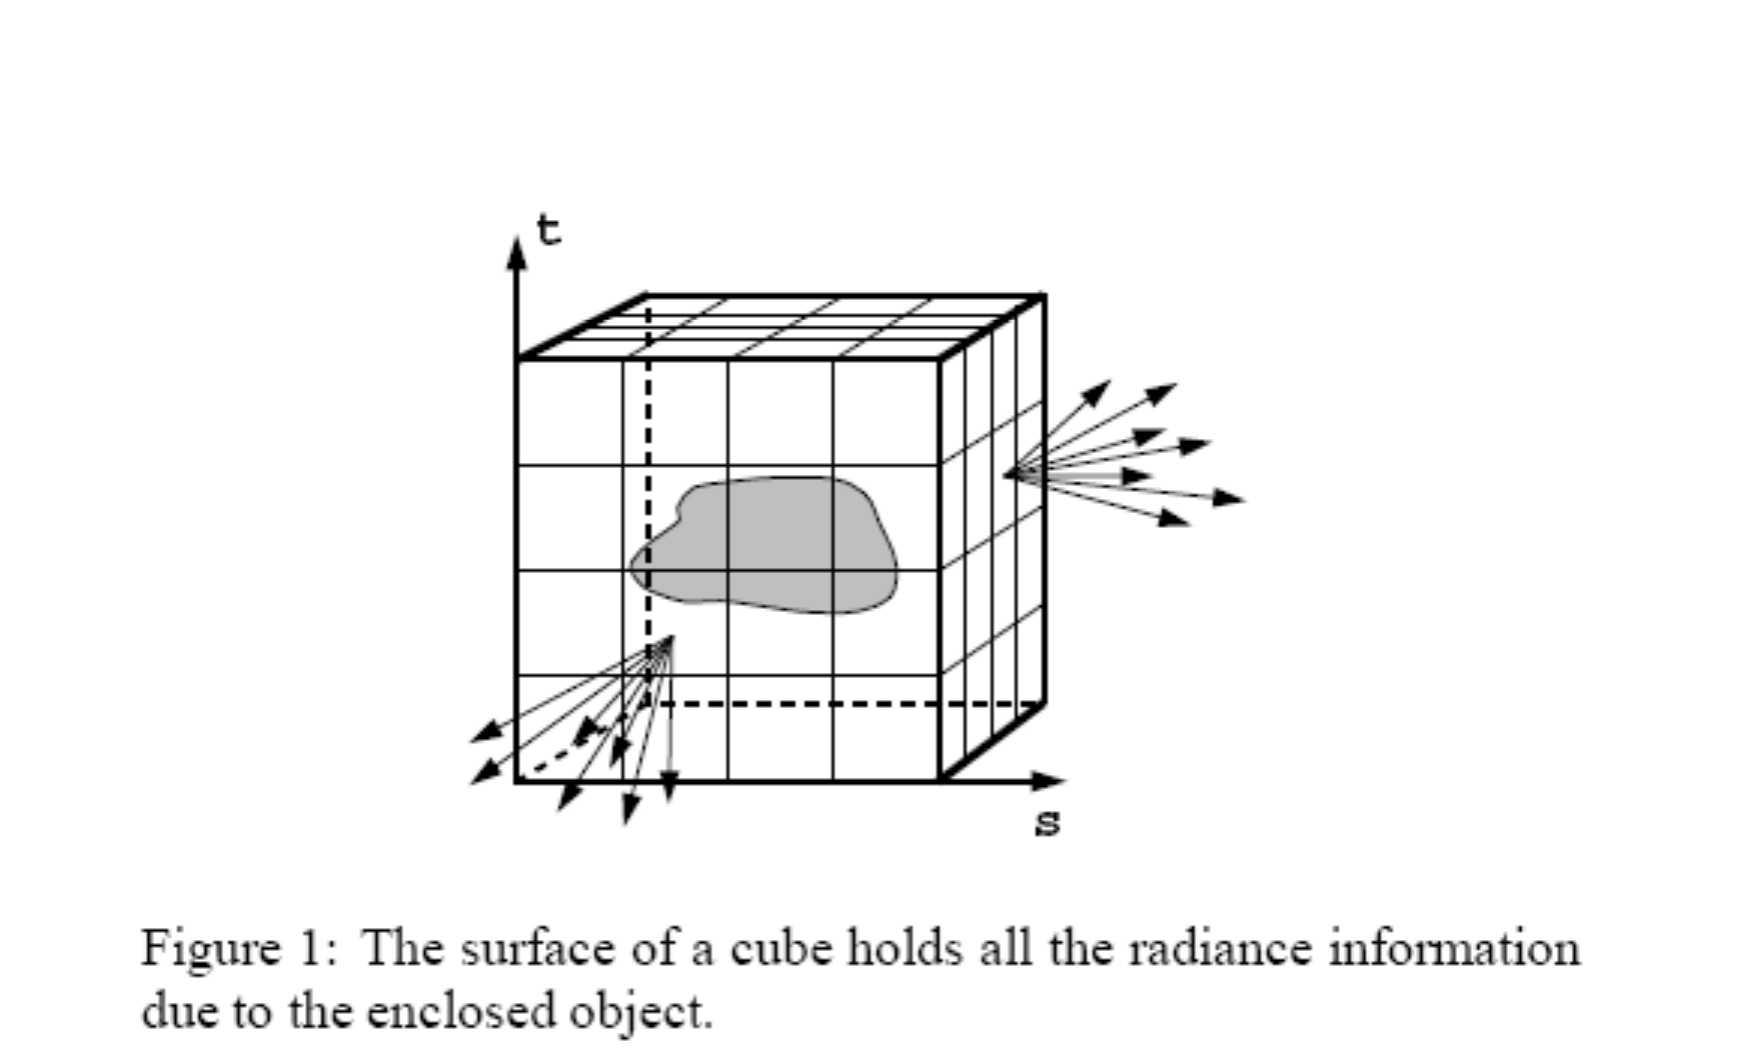 t
s
Figure 1: The surface of a cube holds all the radiance information
due to the enclosed object.